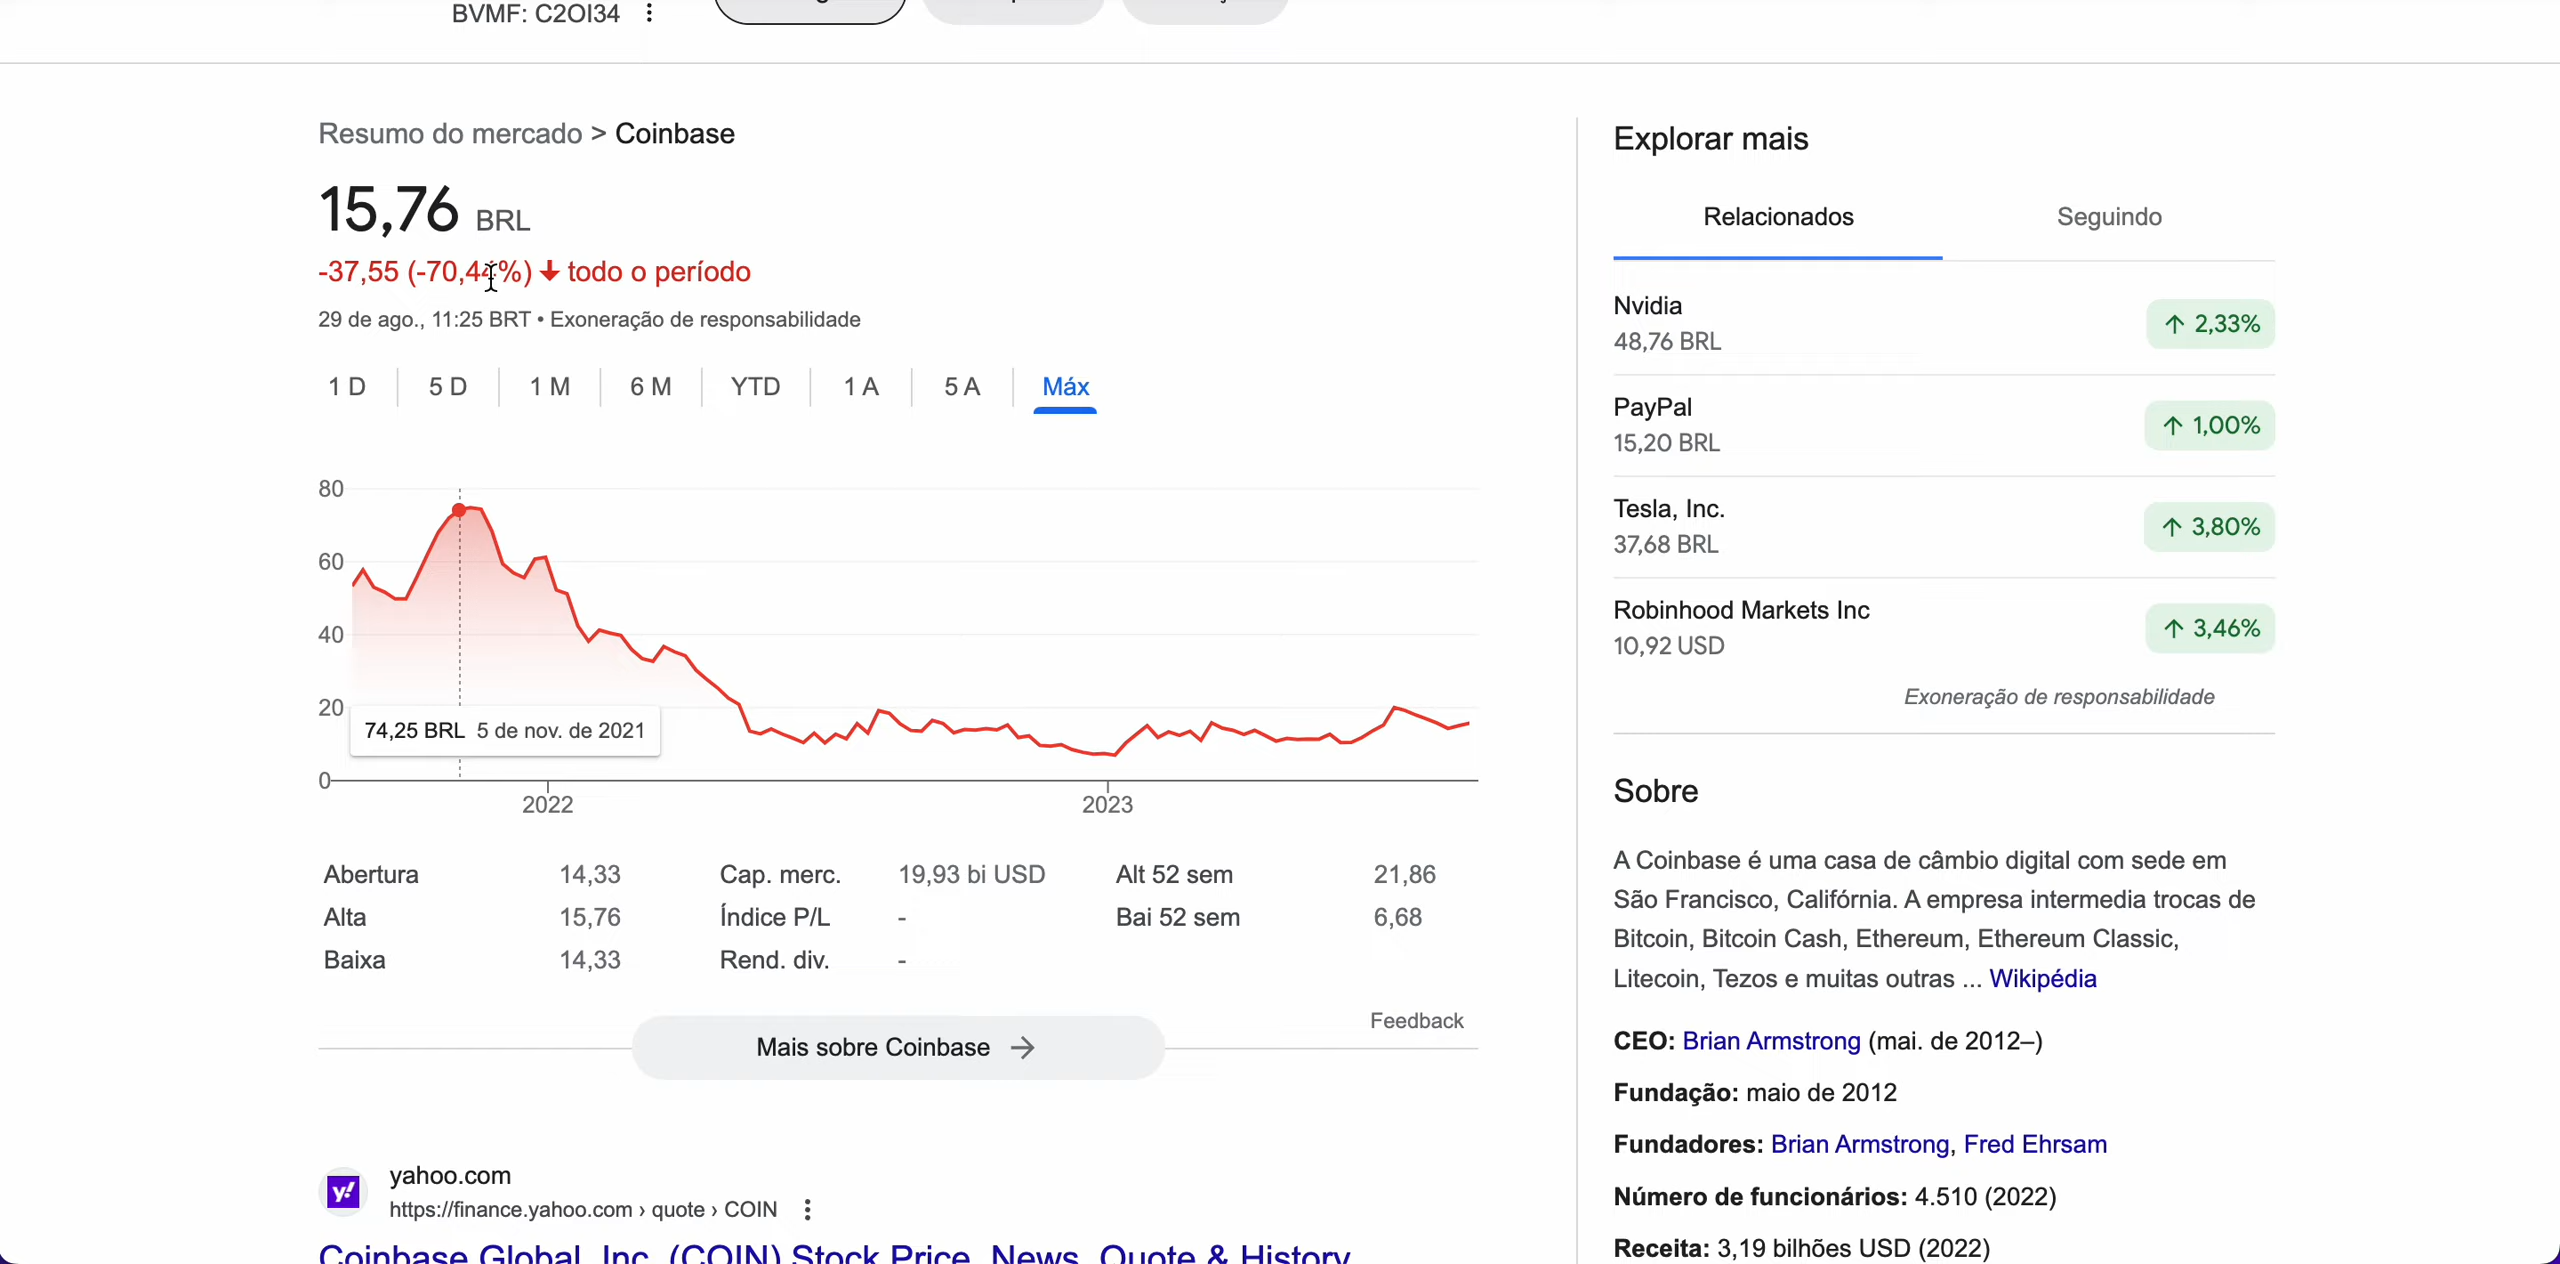 BVMF: C2OI34
Resumo do mercado > Coinbase
15,76 BRL
-37,55 (-70,44%) todo o período
29 de ago., 11:25 BRT • Exoneração de responsabilidade
1 D 5 D 1 M 6 M YTD 1 A 5 A Máx
80
60
40
20
74,25 BRL 5 de nov. de 2021
0
2022 2023
Abertura 14,33 Cap. merc. 19,93 bi USD Alt 52 sem 21,86
Alta 15,76 Índice P/L - Bai 52 sem 6,68
Baixa 14,33 Rend. div. -
Feedback
Mais sobre Coinbase
yahoo.com
https://finance.yahoo.com › quote › COIN
Coinbase Global, Inc. (COIN) Stock Price, News, Quote & History
Explorar mais
Relacionados Seguindo
Nvidia
48,76 BRL
2,33%
PayPal
15,20 BRL
1,00%
Tesla, Inc.
37,68 BRL
3,80%
Robinhood Markets Inc
10,92 USD
3,46%
Exoneração de responsabilidade
Sobre
A Coinbase é uma casa de câmbio digital com sede em
São Francisco, Califórnia. A empresa intermedia trocas de
Bitcoin, Bitcoin Cash, Ethereum, Ethereum Classic,
Litecoin, Tezos e muitas outras ... Wikipédia
CEO: Brian Armstrong (mai. de 2012–)
Fundação: maio de 2012
Fundadores: Brian Armstrong, Fred Ehrsam
Número de funcionários: 4.510 (2022)
Receita: 3,19 bilhões USD (2022)